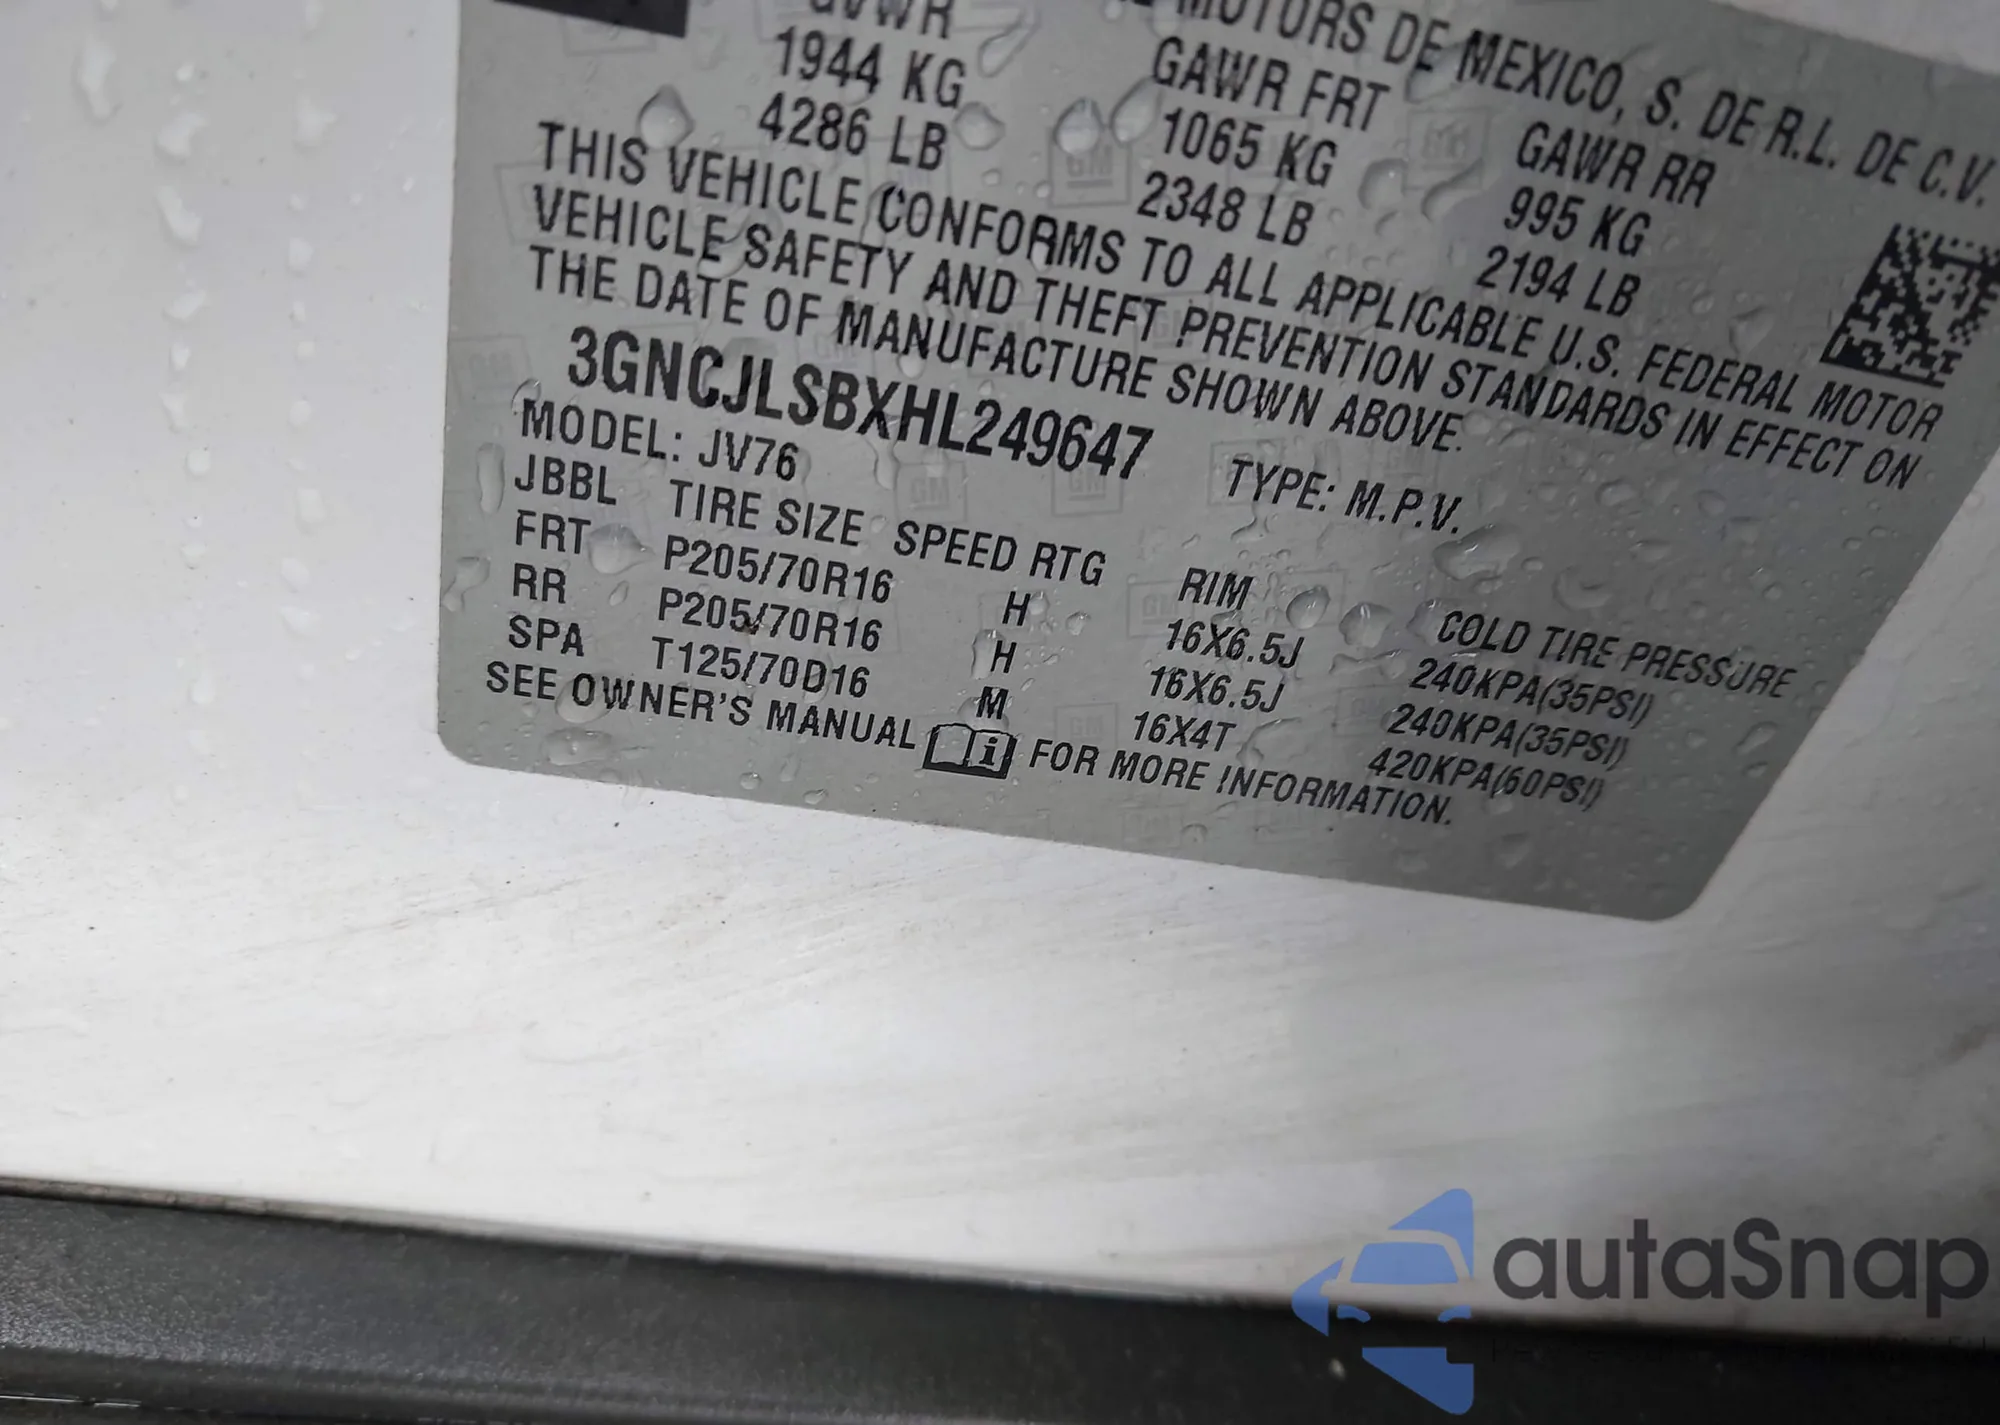 MOTORS DE MEXICO, S. DE R.L. DE C.V.
GVWR GAWR FRT GAWR RR
1944 KG 1065 KG 995 KG
4286 LB 2348 LB 2194 LB
THIS VEHICLE CONFORMS TO ALL APPLICABLE U.S. FEDERAL MOTOR
VEHICLE SAFETY AND THEFT PREVENTION STANDARDS IN EFFECT ON
THE DATE OF MANUFACTURE SHOWN ABOVE.
3GNCJLSBXHL249647 TYPE: M.P.V.
MODEL: JV76
JBBL TIRE SIZE SPEED RTG RIM COLD TIRE PRESSURE
FRT P205/70R16 H 16X6.5J 240KPA(35PSI)
RR P205/70R16 H 16X6.5J 240KPA(35PSI)
SPA T125/70D16 M 16X4T 420KPA(60PSI)
SEE OWNER'S MANUAL i FOR MORE INFORMATION.
autaSnap